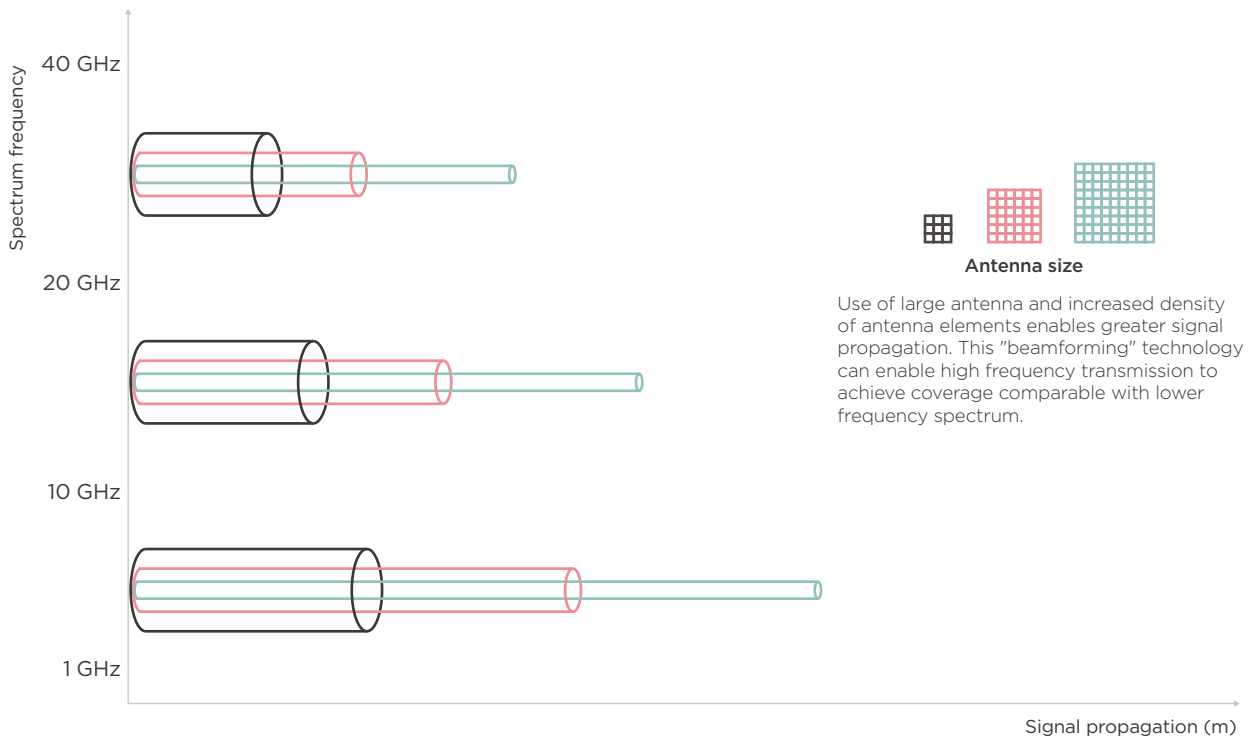 Spectrum frequency
40 GHz
20 GHz
10 GHz
1 GHz
Antenna size
Use of large antenna and increased density
of antenna elements enables greater signal
propagation. This "beamforming" technology
can enable high frequency transmission to
achieve coverage comparable with lower
frequency spectrum.
Signal propagation (m)